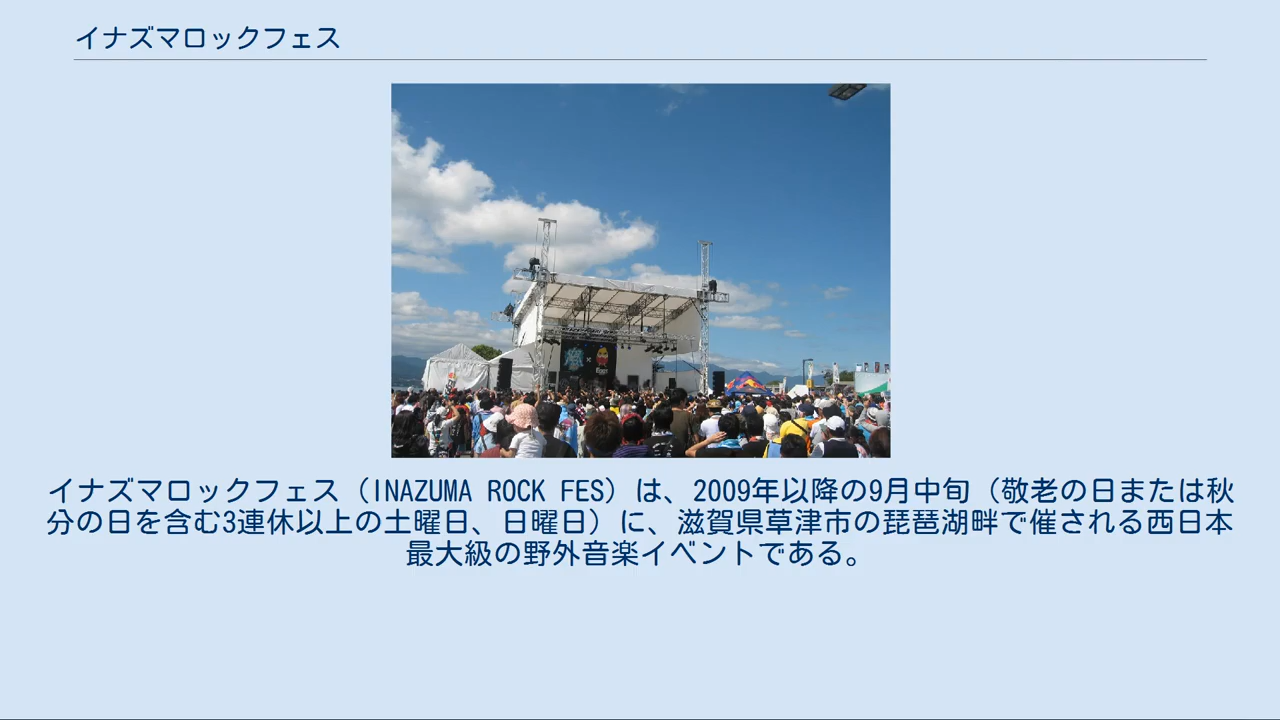 イナズマロックフェス
イナズマロックフェス（INAZUMA ROCK FES）は、2009年以降の9月中旬（敬老の日または秋
分の日を含む3連休以上の土曜日、日曜日）に、滋賀県草津市の琵琶湖畔で催される西日本
最大級の野外音楽イベントである。